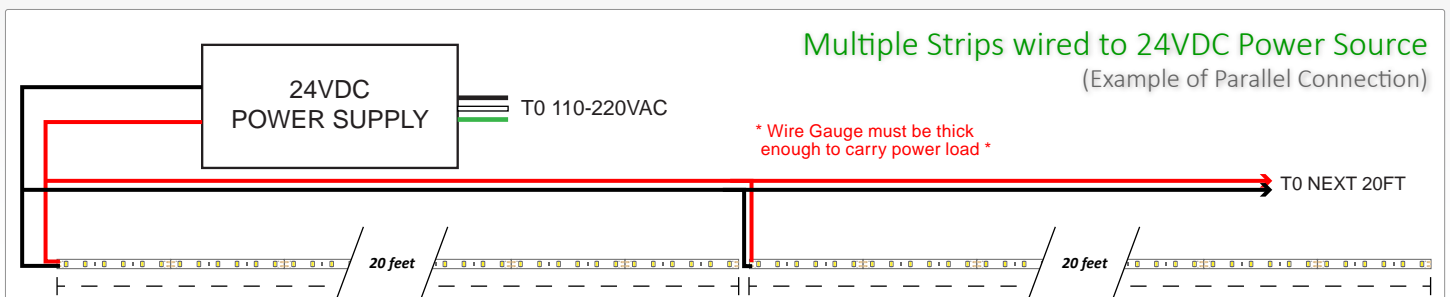 Multiple Strips wired to 24VDC Power Source
(Example of Parallel Connection)
24VDC
POWER SUPPLY
T0 110-220VAC
* Wire Gauge must be thick
enough to carry power load *
T0 NEXT 20FT
20 feet
20 feet